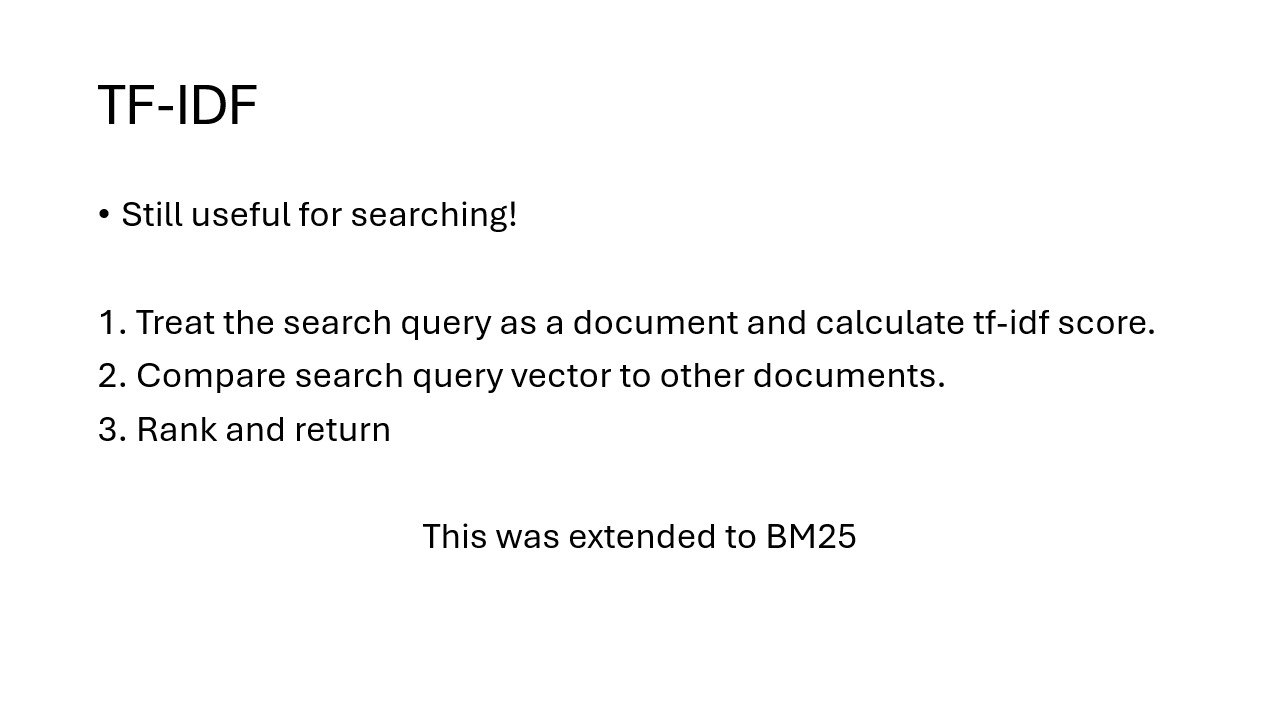 TF-IDF
• Still useful for searching!
1. Treat the search query as a document and calculate tf-idf score.
2. Compare search query vector to other documents.
3. Rank and return
This was extended to BM25